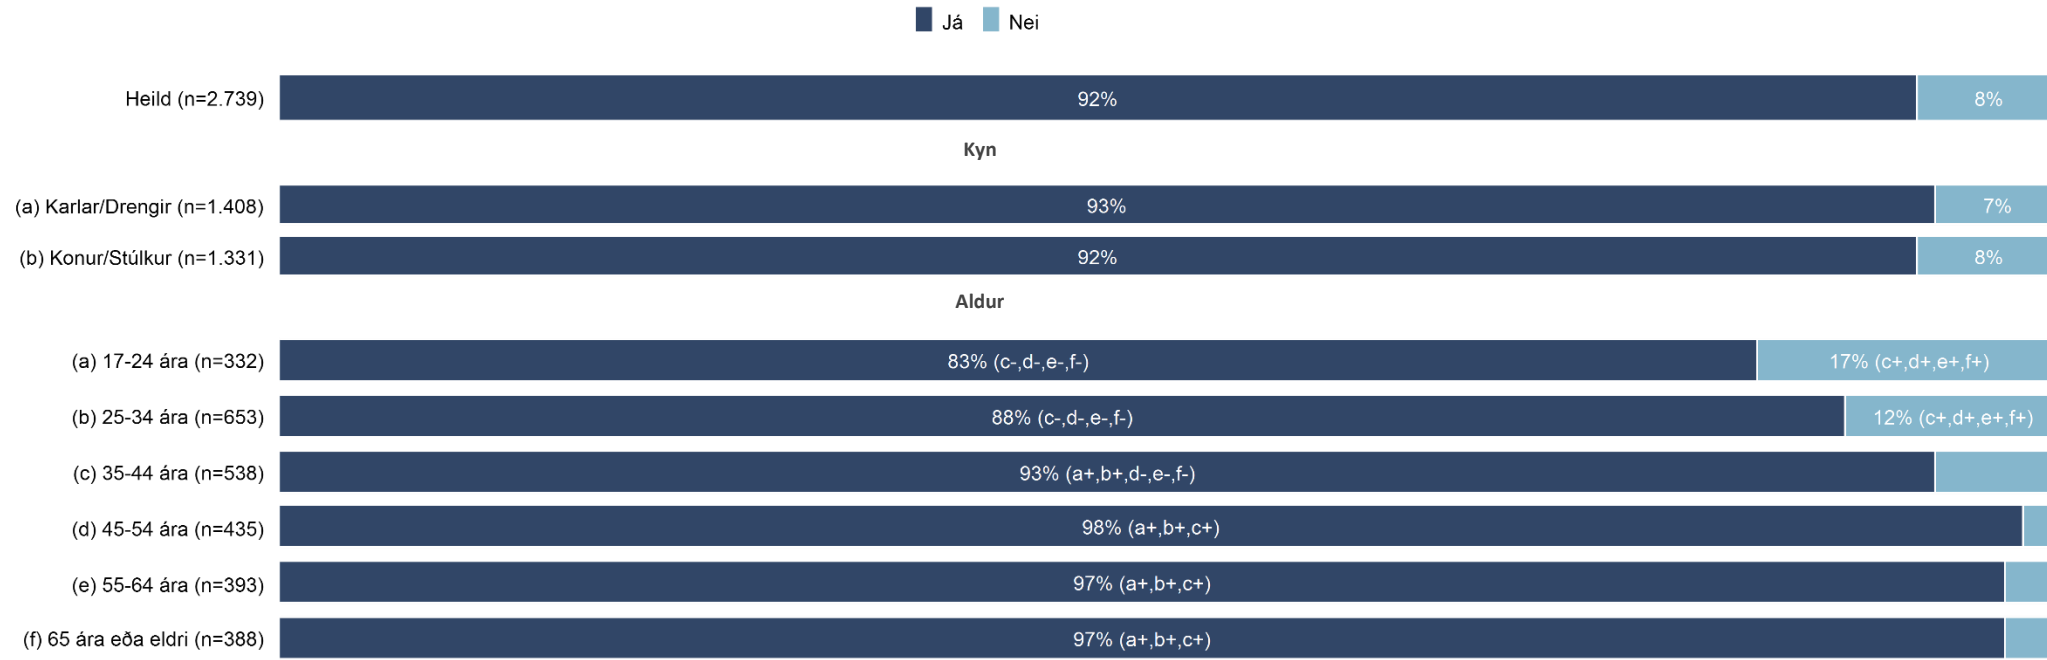 Já Nei
Heild (n=2.739) 92% 8%
Kyn
(a) Karlar/Drengir (n=1.408) 93% 7%
(b) Konur/Stúlkur (n=1.331) 92% 8%
Aldur
(a) 17-24 ára (n=332) 83% (c-,d-,e-,f-) 17% (c+,d+,e+,f+)
(b) 25-34 ára (n=653) 88% (c-,d-,e-,f-) 12% (c+,d+,e+,f+)
(c) 35-44 ára (n=538) 93% (a+,b+,d-,e-,f-)
(d) 45-54 ára (n=435) 98% (a+,b+,c+)
(e) 55-64 ára (n=393) 97% (a+,b+,c+)
(f) 65 ára eða eldri (n=388) 97% (a+,b+,c+)